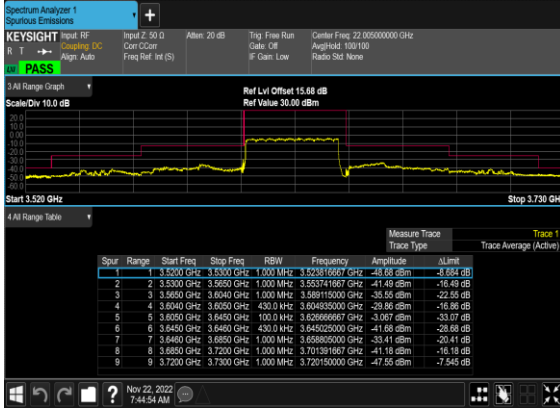 Spectrum Analyzer 1
Spurious Emissions
KEYSIGHT Input: RF Input Z: 50 Ω Atten: 20 dB Trig: Free Run Center Freq: 22.005000000 GHz
R T Coupling: DC Corr CCorr Gate: Off Avg|Hold: 100/100
Align: Auto Freq Ref: Int (S) IF Gain: Low Radio Std: None
PASS
3 All Range Graph Ref Lvl Offset 15.68 dB
Scale/Div 10.0 dB Ref Value 30.00 dBm
20.0
10.0
0.00
-10.0
-20.0
-30.0
-40.0
-50.0
-60.0
Start 3.520 GHz Stop 3.730 GH
4 All Range Table
Measure Trace Trace 1
Trace Type Trace Average (Active)
Spur Range Start Freq Stop Freq RBW Frequency Amplitude ΔLimit
1 1 3.5200 GHz 3.5300 GHz 1.000 MHz 3.523816667 GHz -48.68 dBm -8.684 dB
2 2 3.5300 GHz 3.5650 GHz 1.000 MHz 3.553741667 GHz -41.49 dBm -16.49 dB
3 3 3.5650 GHz 3.6040 GHz 1.000 MHz 3.589115000 GHz -35.55 dBm -22.55 dB
4 4 3.6040 GHz 3.6050 GHz 430.0 kHz 3.604935000 GHz -29.86 dBm -16.86 dB
5 5 3.6050 GHz 3.6450 GHz 100.0 kHz 3.626666667 GHz -3.067 dBm -33.07 dB
6 6 3.6450 GHz 3.6460 GHz 430.0 kHz 3.645025000 GHz -41.68 dBm -28.68 dB
7 7 3.6460 GHz 3.6850 GHz 1.000 MHz 3.658805000 GHz -33.41 dBm -20.41 dB
8 8 3.6850 GHz 3.7200 GHz 1.000 MHz 3.701391667 GHz -41.18 dBm -16.18 dB
9 9 3.7200 GHz 3.7300 GHz 1.000 MHz 3.720150000 GHz -47.55 dBm -7.545 dB
Nov 22, 2022
7:44:54 AM